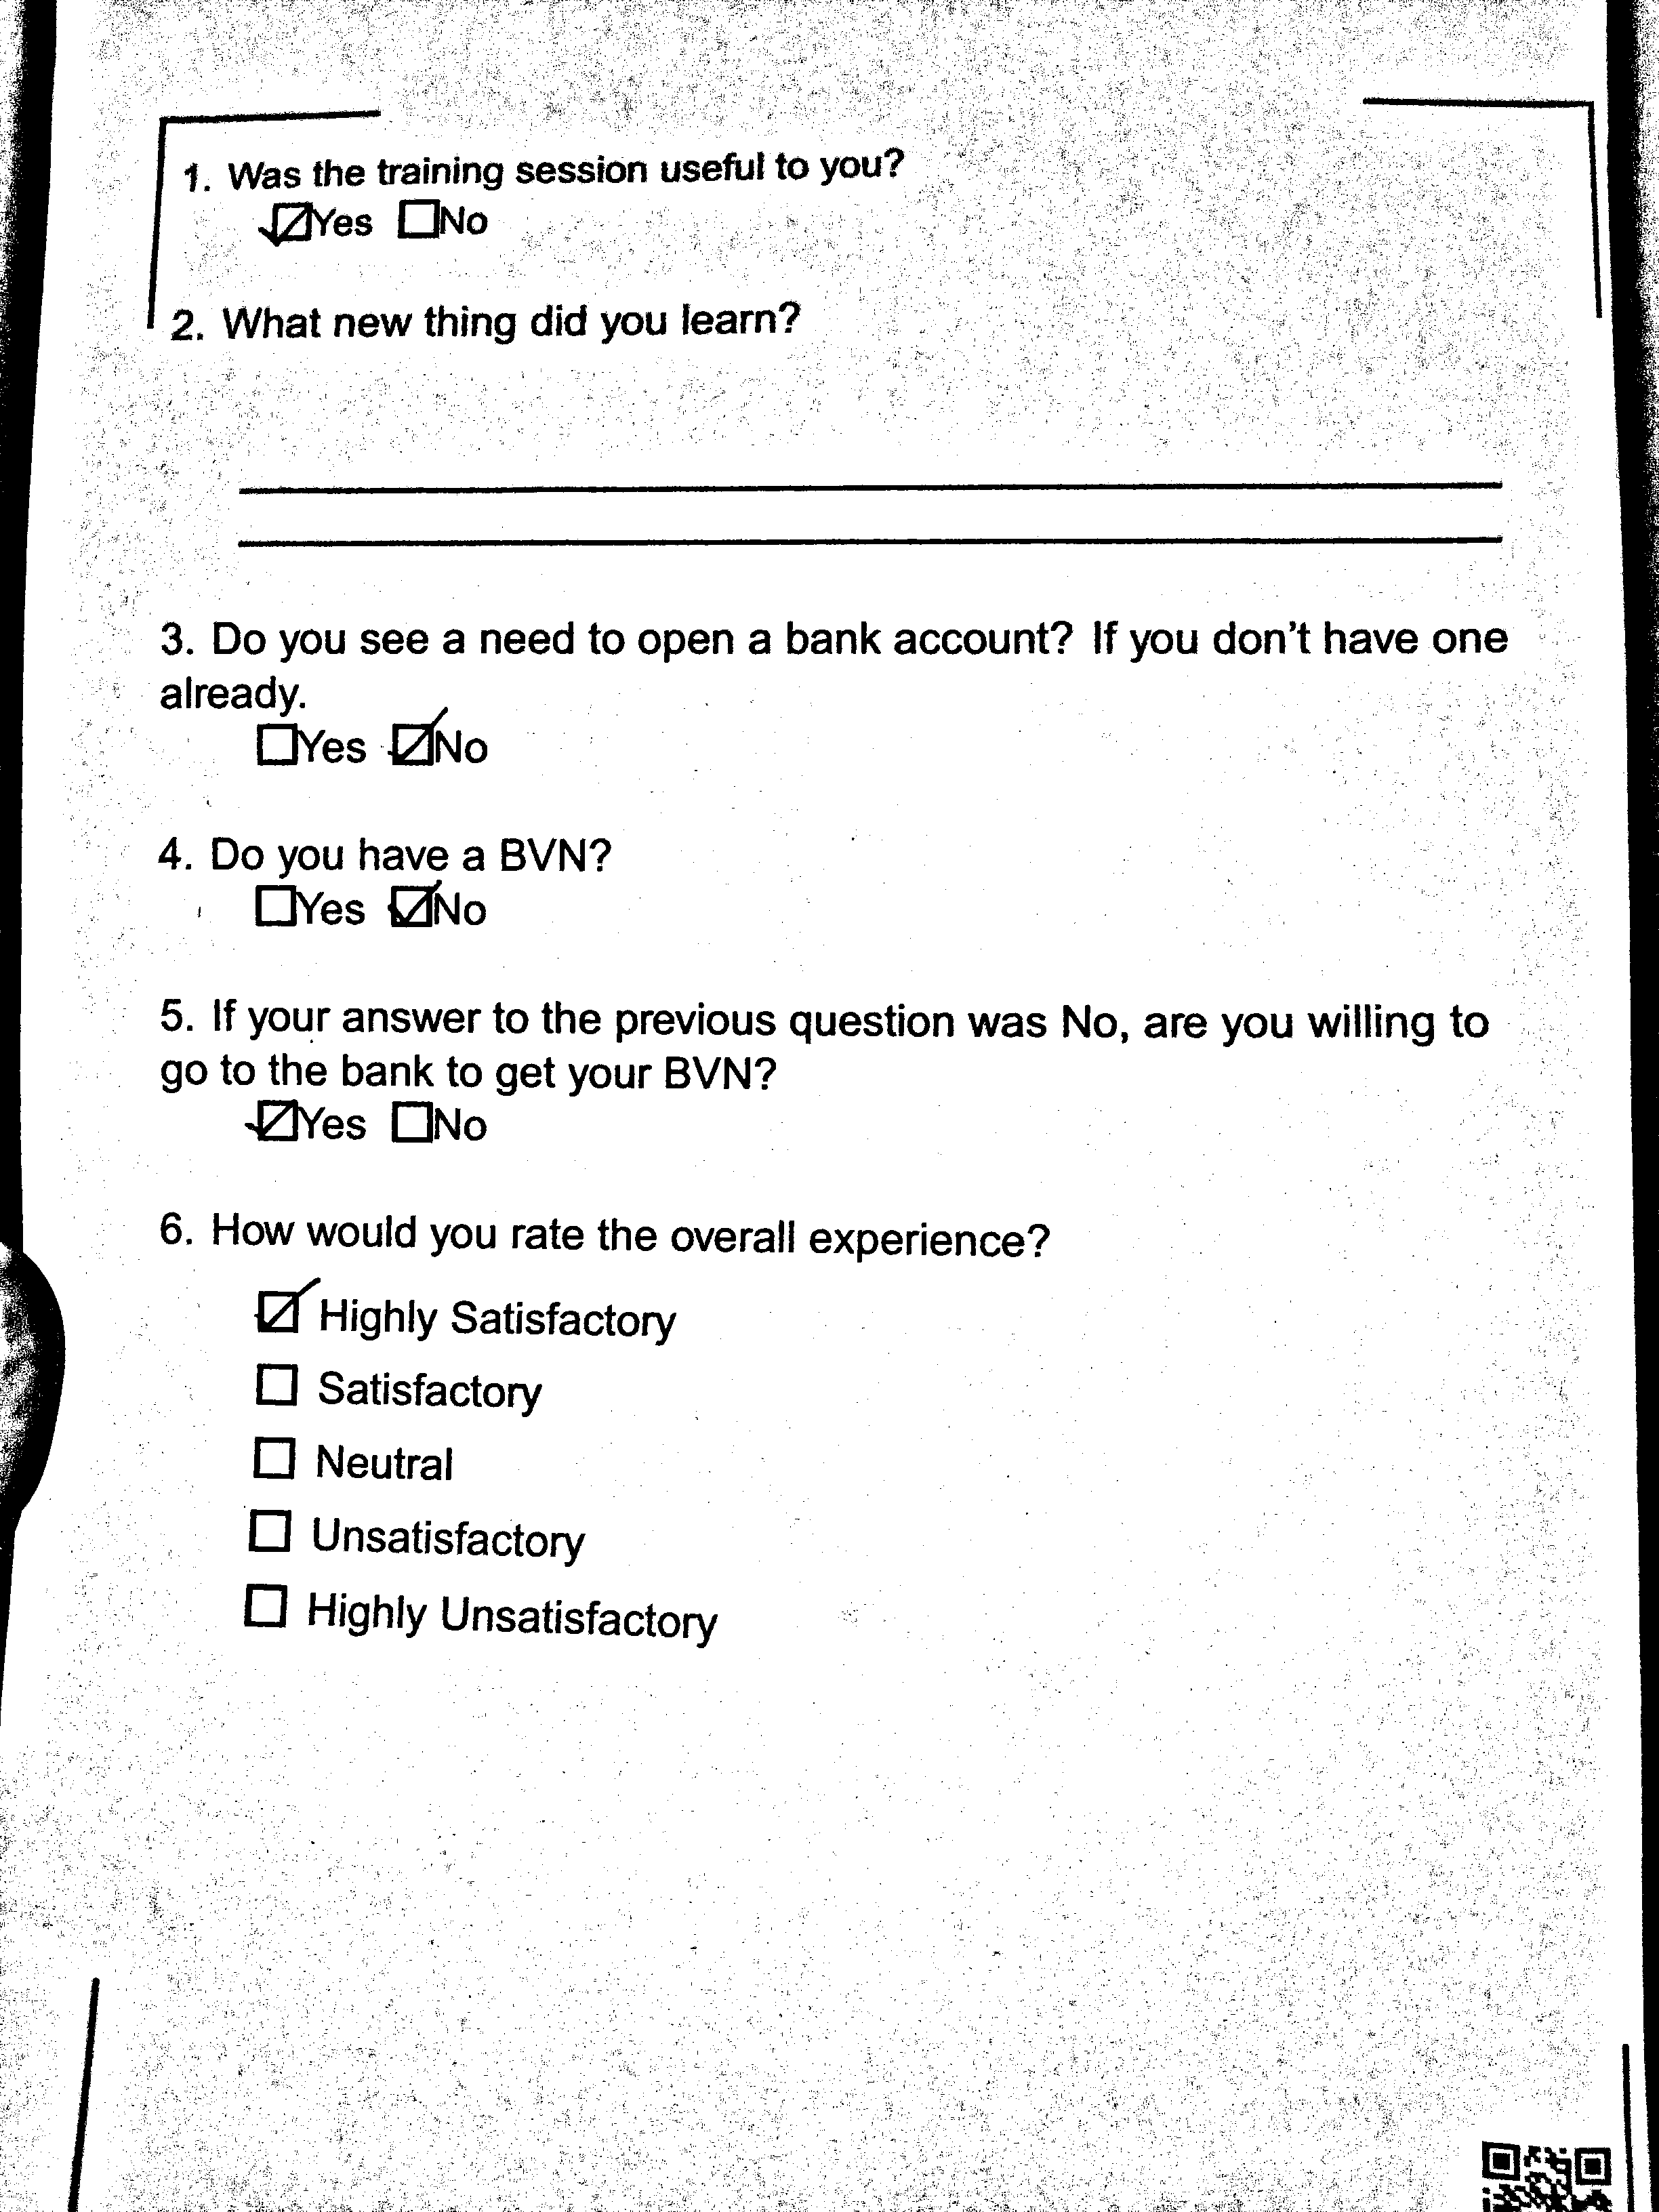 1. Was the training session useful to you?
☑Yes ☐No
2. What new thing did you learn?
3. Do you see a need to open a bank account? If you don't have one
already.
☐Yes ☑No
4. Do you have a BVN?
☐Yes ☑No
5. If your answer to the previous question was No, are you willing to
go to the bank to get your BVN?
☑Yes ☐No
6. How would you rate the overall experience?
☑ Highly Satisfactory
☐ Satisfactory
☐ Neutral
☐ Unsatisfactory
☐ Highly Unsatisfactory